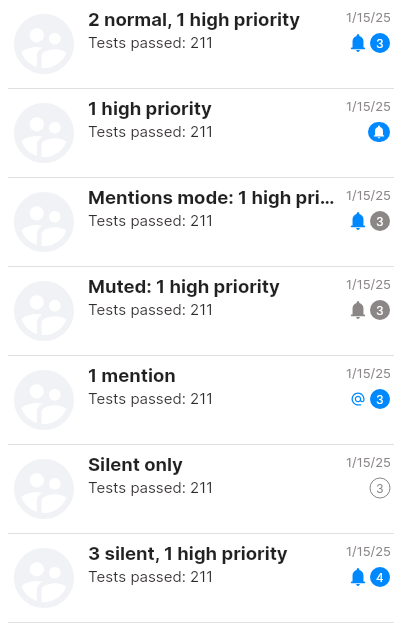 2 normal, 1 high priority 1/15/25
Tests passed: 211 3
1 high priority 1/15/25
Tests passed: 211
Mentions mode: 1 high pri... 1/15/25
Tests passed: 211 3
Muted: 1 high priority 1/15/25
Tests passed: 211 3
1 mention 1/15/25
Tests passed: 211 @ 3
Silent only 1/15/25
Tests passed: 211 3
3 silent, 1 high priority 1/15/25
Tests passed: 211 4